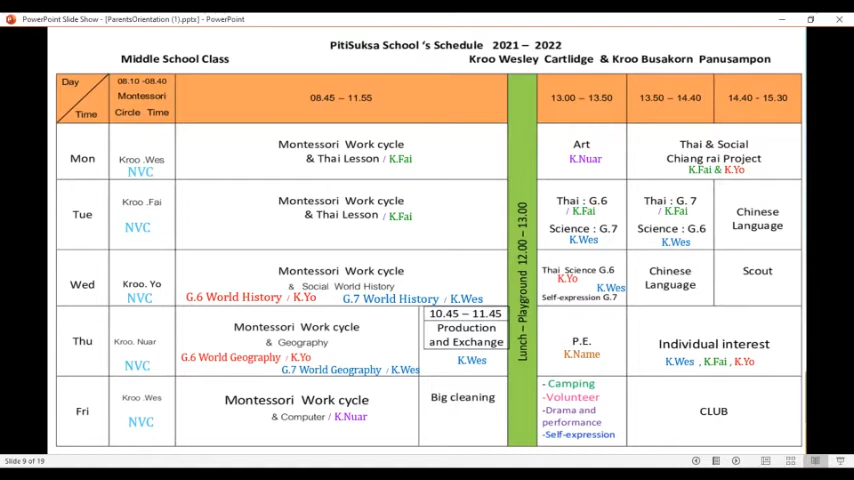 PowerPoint Slide Show - [ParentsOrientation (1).pptx] - PowerPoint
PitiSuksa School 's Schedule 2021 – 2022
Middle School Class
Kroo Wesley Cartlidge & Kroo Busakorn Panusampon
Day
Time
08.10 -08.40
Montessori
Circle Time
08.45 – 11.55
13.00 – 13.50
13.50 – 14.40
14.40 - 15.30
Lunch – Playground 12.00 – 13.00
Mon
Kroo .Wes
NVC
Montessori Work cycle
& Thai Lesson / K.Fai
Art
K.Nuar
Thai & Social
Chiang rai Project
K.Fai & K.Yo
Tue
Kroo .Fai
NVC
Montessori Work cycle
& Thai Lesson / K.Fai
Thai : G.6
/ K.Fai
Science : G.7
K.Wes
Thai : G. 7
/ K.Fai
Science : G.6
K.Wes
Chinese
Language
Wed
Kroo. Yo
NVC
Montessori Work cycle
& Social World History
G.6 World History / K.Yo
G.7 World History / K.Wes
Thai Science G.6
K.Yo
K.Wes
Self-expression G.7
Chinese
Language
Scout
Thu
Kroo. Nuar
NVC
Montessori Work cycle
& Geography
G.6 World Geography / K.Yo
G.7 World Geography / K.Wes
10.45 – 11.45
Production
and Exchange
K.Wes
P.E.
K.Name
Individual interest
K.Wes , K.Fai , K.Yo
Fri
Kroo .Wes
NVC
Montessori Work cycle
& Computer / K.Nuar
Big cleaning
- Camping
-Volunteer
-Drama and
performance
-Self-expression
CLUB
Slide 9 of 19